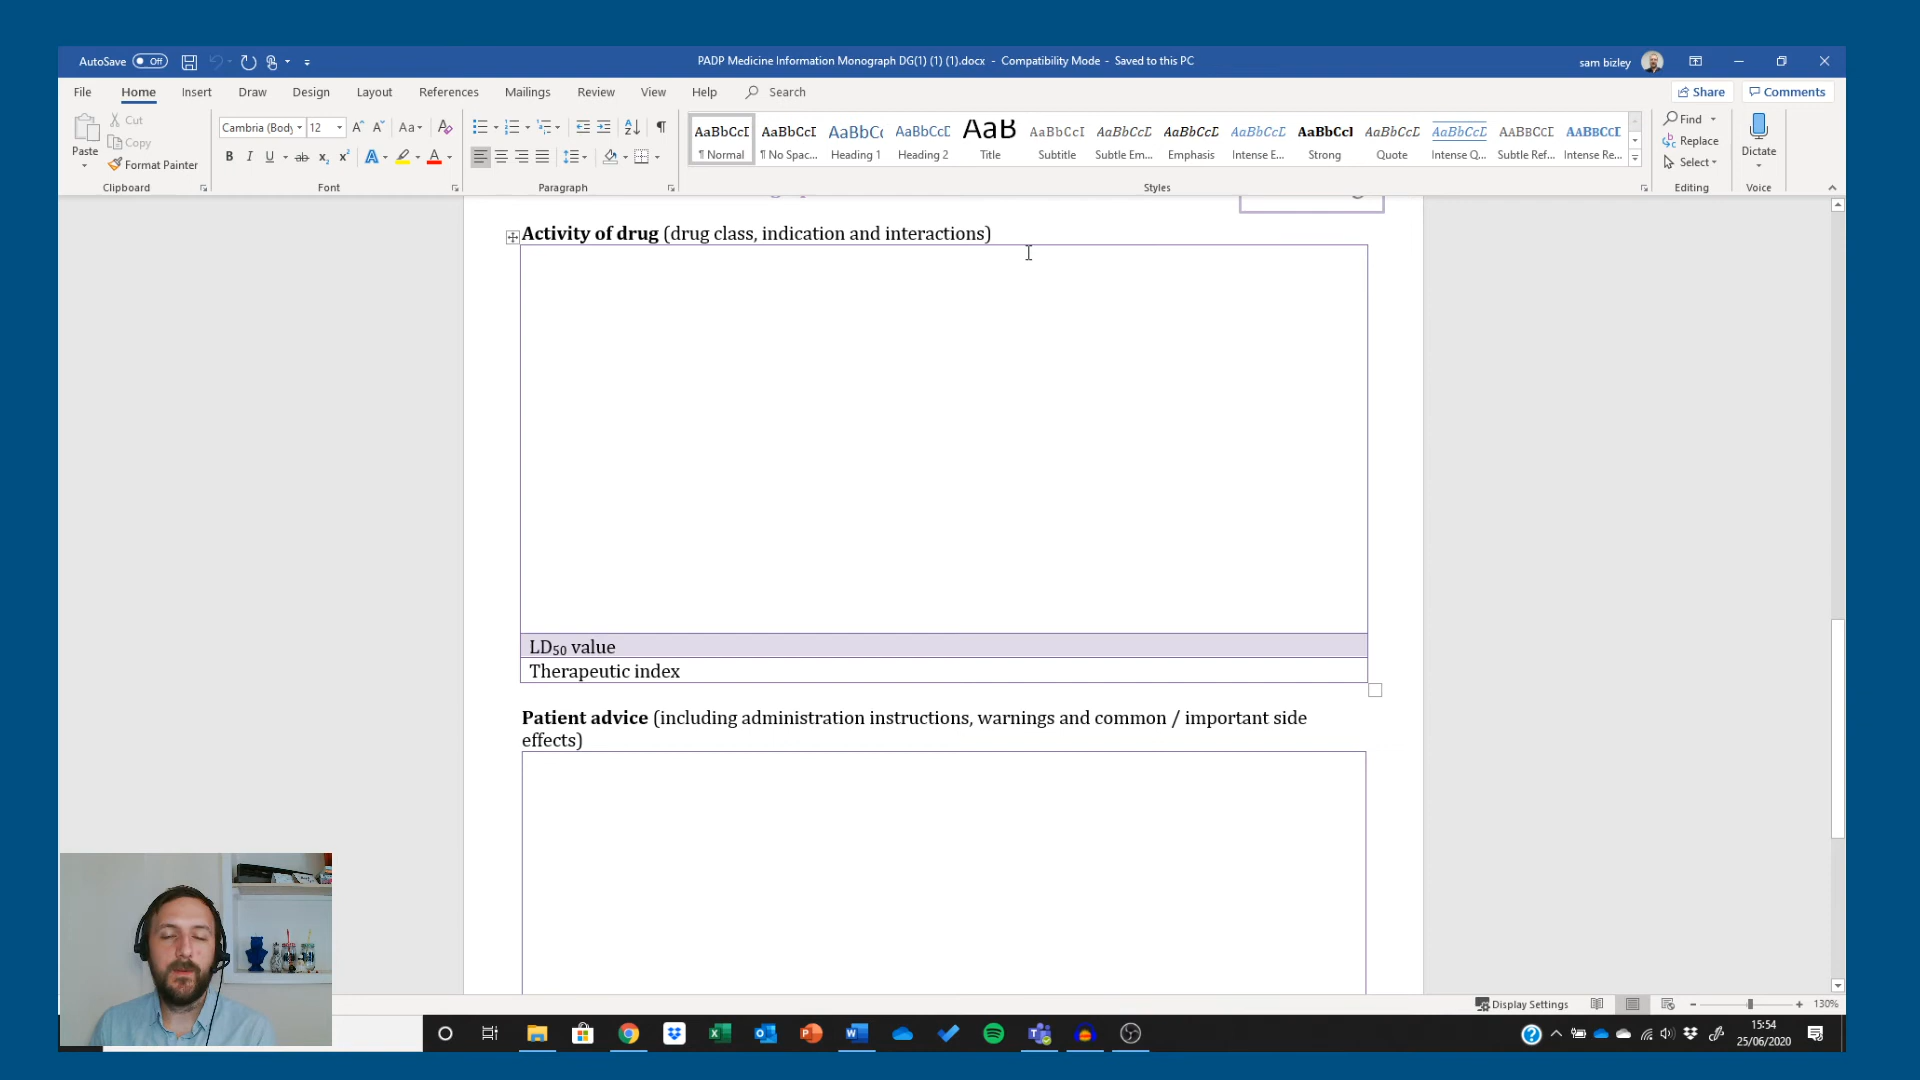 AutoSave Off
PADP Medicine Information Monograph DG(1) (1) (1).docx - Compatibility Mode - Saved to this PC
sam bizley
File Home Insert Draw Design Layout References Mailings Review View Help Search
Share Comments
Paste
Cut
Copy
Format Painter
Clipboard
Cambria (Body 12
Font
Paragraph
AaBbCcI AaBbCcI AaBbCc AaBbCcI AaB AaBbCcI AaBbCcL AaBbCcL AaBbCcL AaBbCcI AaBbCcL AaBbCcL AABBCCL AABBCCL
¶ Normal ¶ No Spac... Heading 1 Heading 2 Title Subtitle Subtle Em... Emphasis Intense E... Strong Quote Intense Q... Subtle Ref... Intense Re...
Styles
Find
Replace
Select
Editing
Dictate
Voice
Activity of drug (drug class, indication and interactions)
LD₅₀ value
Therapeutic index
Patient advice (including administration instructions, warnings and common / important side
effects)
Display Settings
130%
15:54
25/06/2020